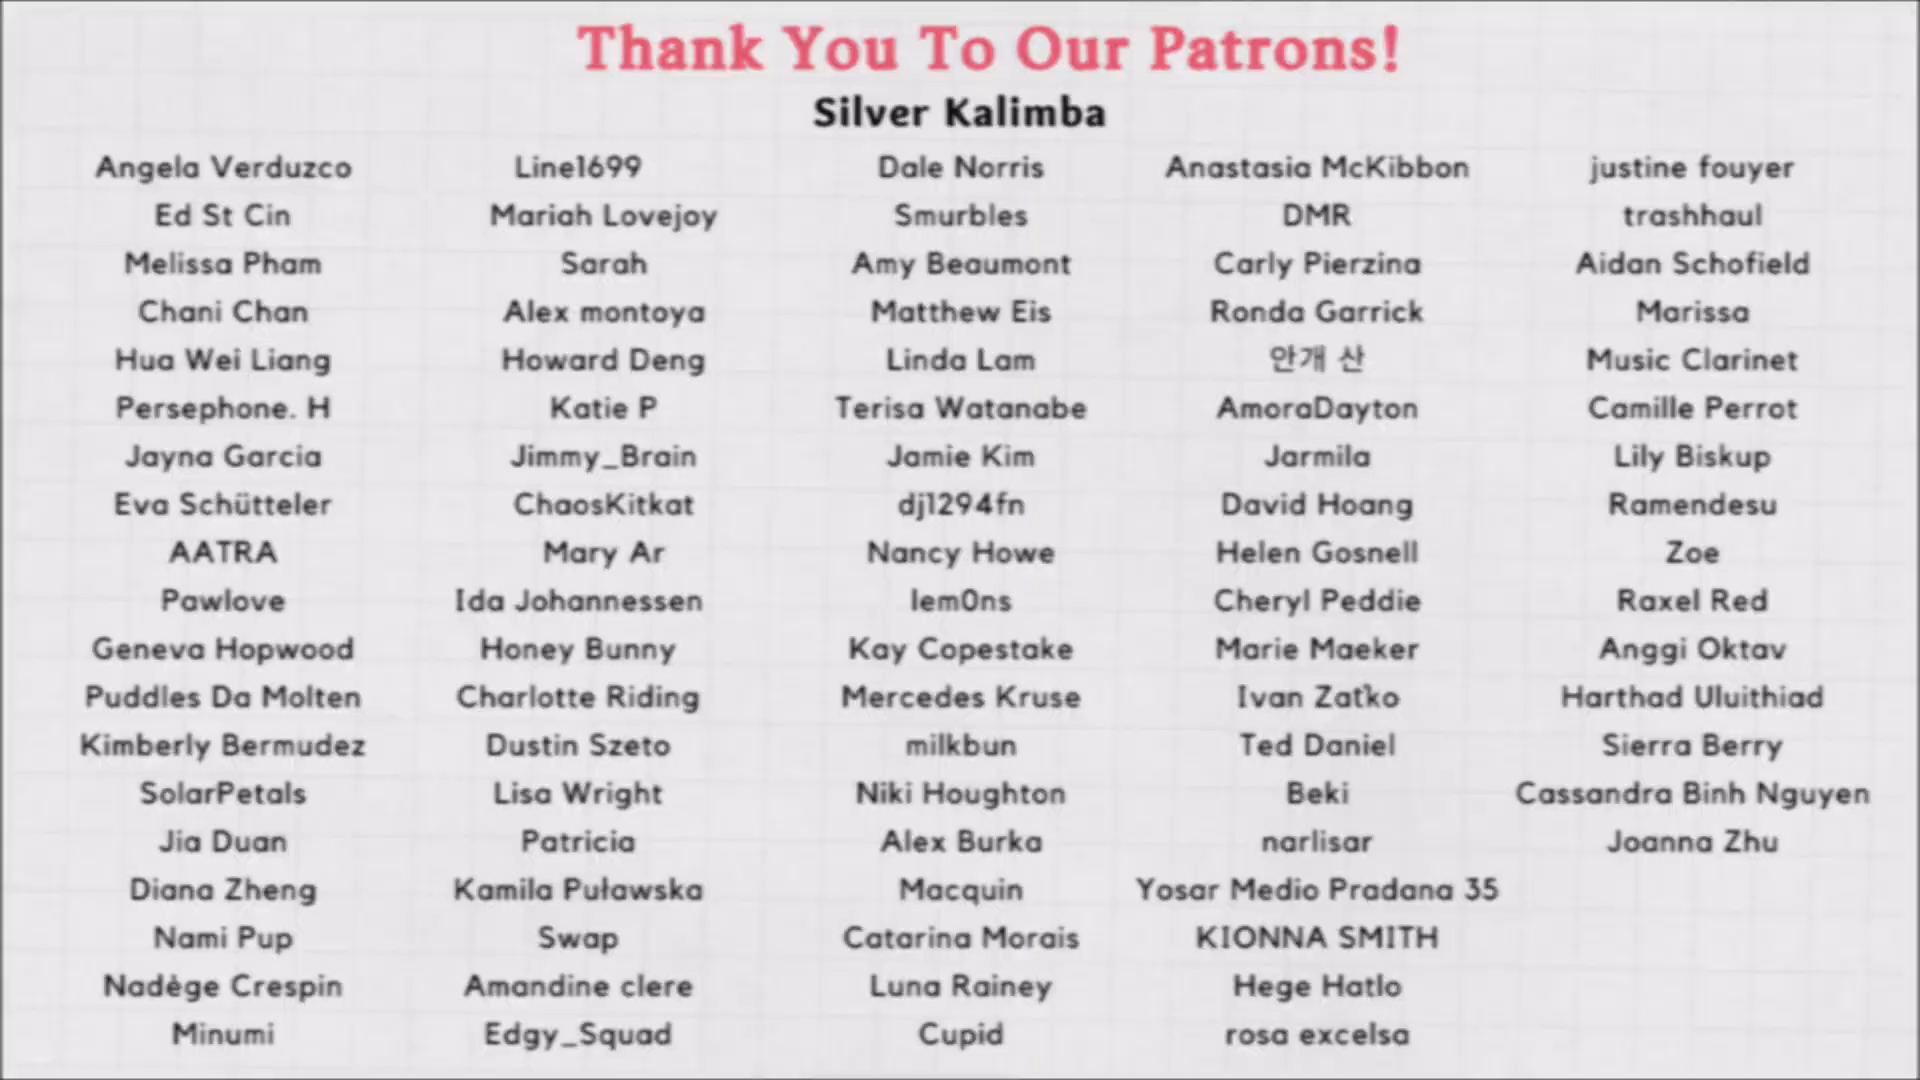 Thank You To Our Patrons!
Silver Kalimba
Angela Verduzco Line1699 Dale Norris Anastasia McKibbon justine fouyer
Ed St Cin Mariah Lovejoy Smurbles DMR trashhaul
Melissa Pham Sarah Amy Beaumont Carly Pierzina Aidan Schofield
Chani Chan Alex montoya Matthew Eis Ronda Garrick Marissa
Hua Wei Liang Howard Deng Linda Lam 안개 산 Music Clarinet
Persephone. H Katie P Terisa Watanabe AmoraDayton Camille Perrot
Jayna Garcia Jimmy_Brain Jamie Kim Jarmila Lily Biskup
Eva Schütteler ChaosKitkat dj1294fn David Hoang Ramendesu
AATRA Mary Ar Nancy Howe Helen Gosnell Zoe
Pawlove Ida Johannessen lem0ns Cheryl Peddie Raxel Red
Geneva Hopwood Honey Bunny Kay Copestake Marie Maeker Anggi Oktav
Puddles Da Molten Charlotte Riding Mercedes Kruse Ivan Zaťko Harthad Uluithiad
Kimberly Bermudez Dustin Szeto milkbun Ted Daniel Sierra Berry
SolarPetals Lisa Wright Niki Houghton Beki Cassandra Binh Nguyen
Jia Duan Patricia Alex Burka narlisar Joanna Zhu
Diana Zheng Kamila Puławska Macquin Yosar Medio Pradana 35
Nami Pup Swap Catarina Morais KIONNA SMITH
Nadège Crespin Amandine clere Luna Rainey Hege Hatlo
Minumi Edgy_Squad Cupid rosa excelsa